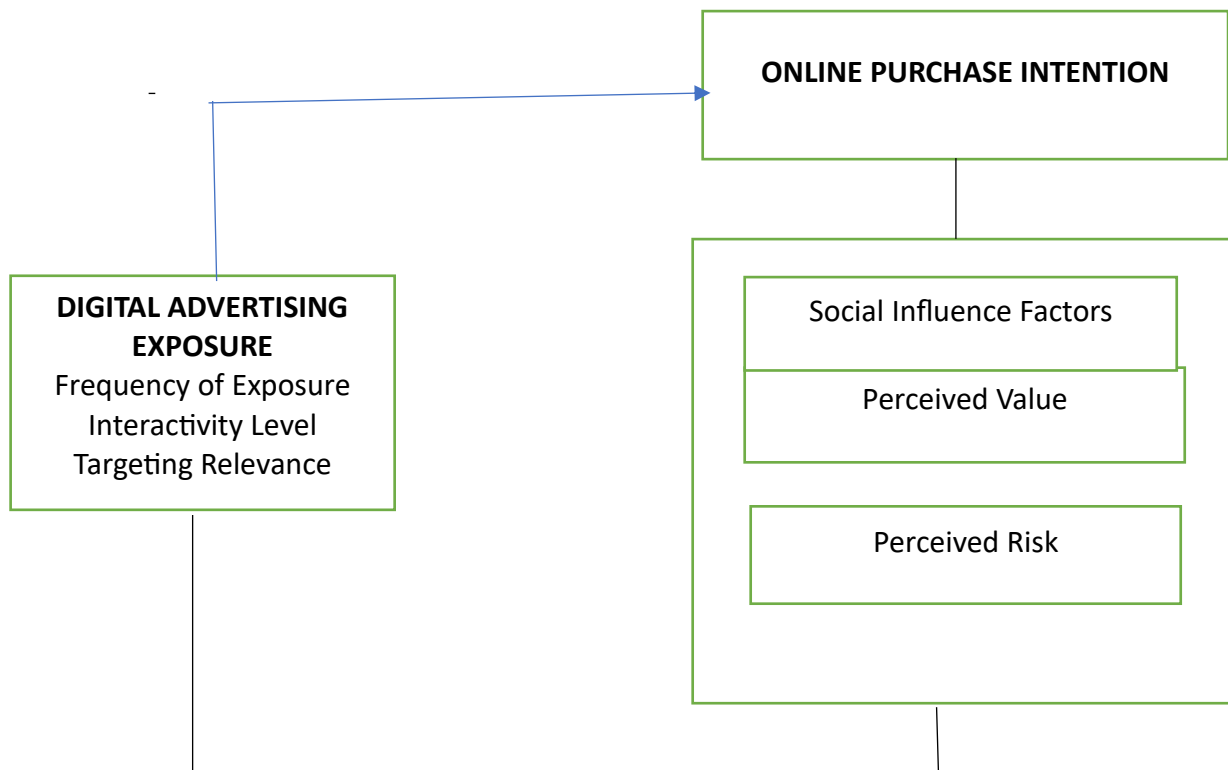 ONLINE PURCHASE INTENTION
-
DIGITAL ADVERTISING
EXPOSURE
Frequency of Exposure
Interactivity Level
Targeting Relevance
Social Influence Factors
Perceived Value
Perceived Risk